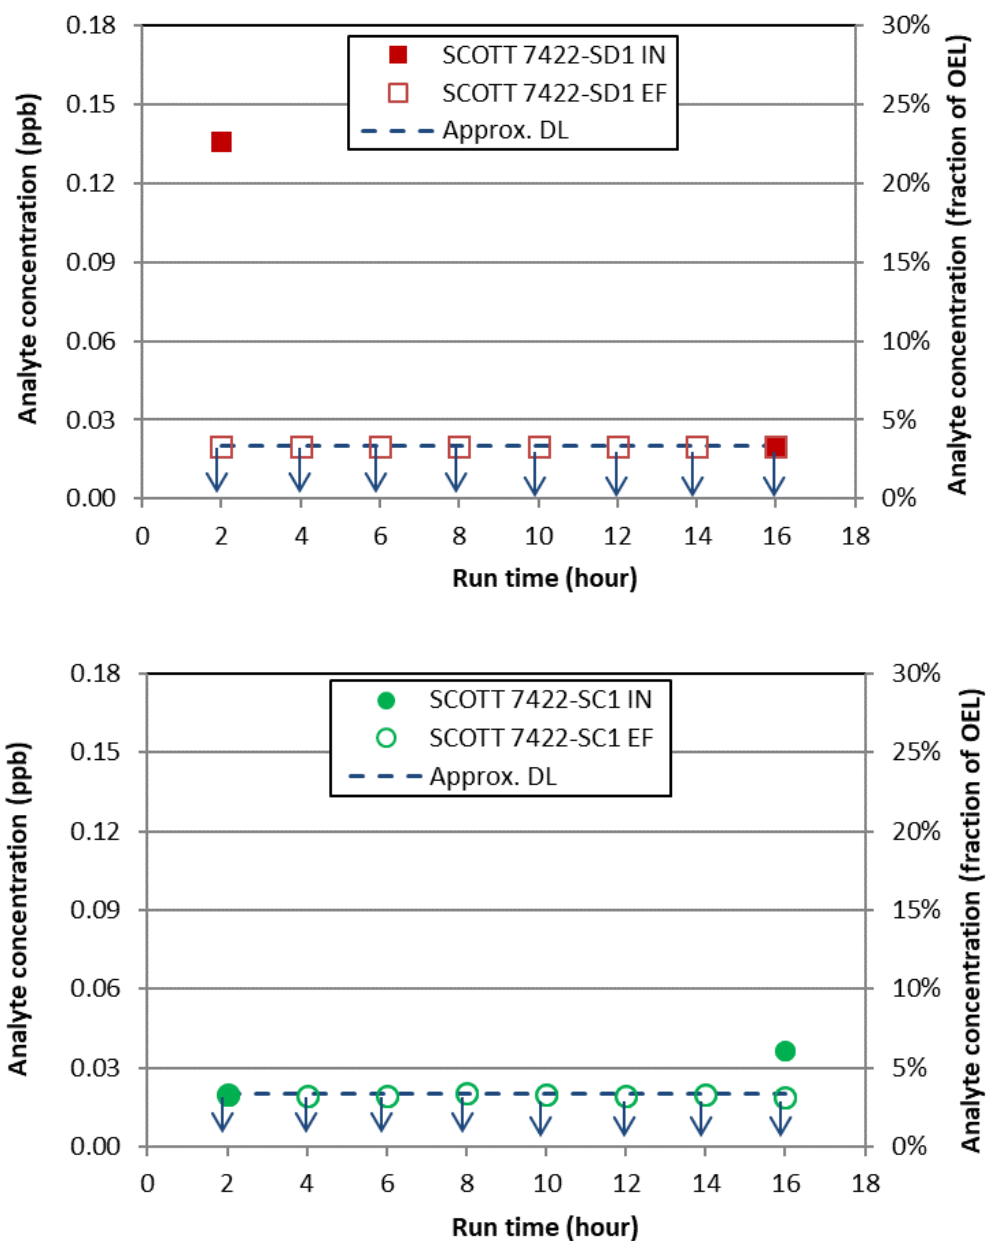 0.18
0.15
0.12
0.09
0.06
0.03
0.00
Analyte concentration (ppb)
SCOTT 7422-SD1 IN
SCOTT 7422-SD1 EF
Approx. DL
30%
25%
20%
15%
10%
5%
0%
Analyte concentration (fraction of OEL)
0 2 4 6 8 10 12 14 16 18
Run time (hour)
0.18
0.15
0.12
0.09
0.06
0.03
0.00
Analyte concentration (ppb)
SCOTT 7422-SC1 IN
SCOTT 7422-SC1 EF
Approx. DL
30%
25%
20%
15%
10%
5%
0%
Analyte concentration (fraction of OEL)
0 2 4 6 8 10 12 14 16 18
Run time (hour)